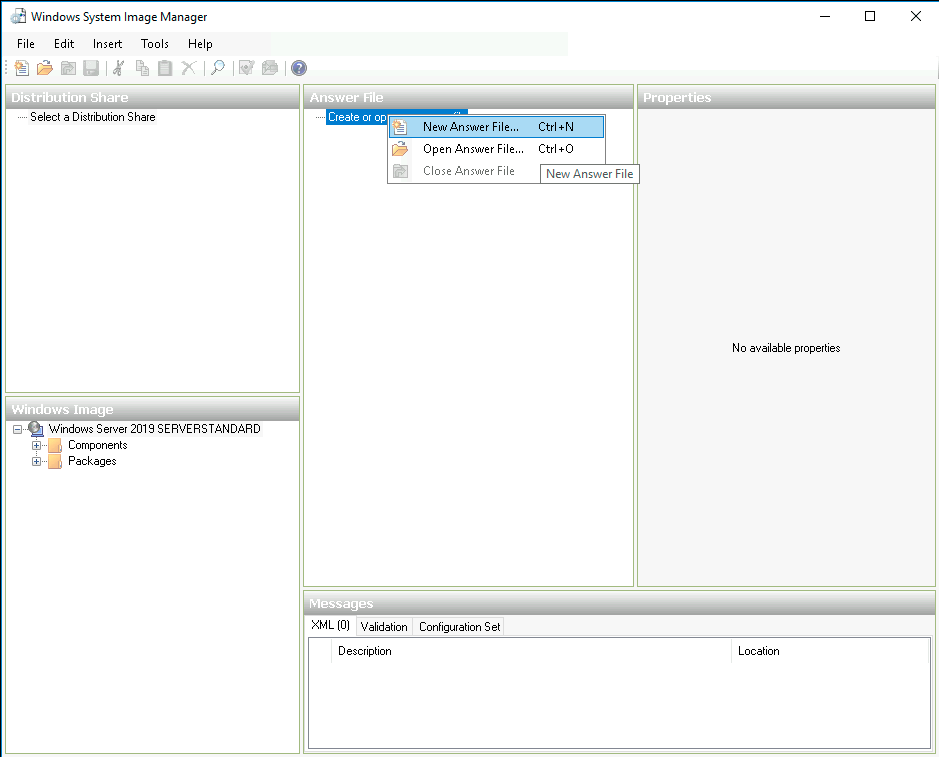 Windows System Image Manager
File Edit Insert Tools Help
Distribution Share
Select a Distribution Share
Answer File
Create or op
New Answer File... Ctrl+N
Open Answer File... Ctrl+O
Close Answer File
New Answer File
Properties
No available properties
Windows Image
Windows Server 2019 SERVERSTANDARD
Components
Packages
Messages
XML (0) Validation Configuration Set
Description Location